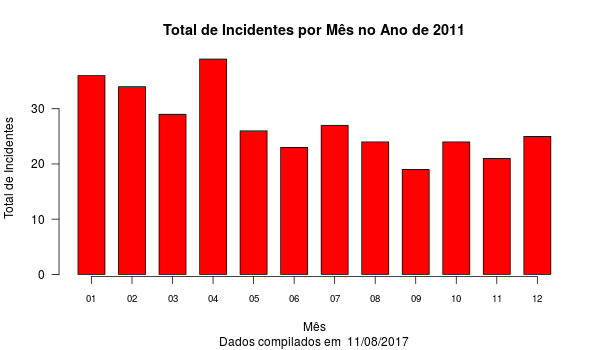 Total de Incidentes por Mês no Ano de 2011
Total de Incidentes
30
20
10
0
01 02 03 04 05 06 07 08 09 10 11 12
Mês
Dados compilados em  11/08/2017